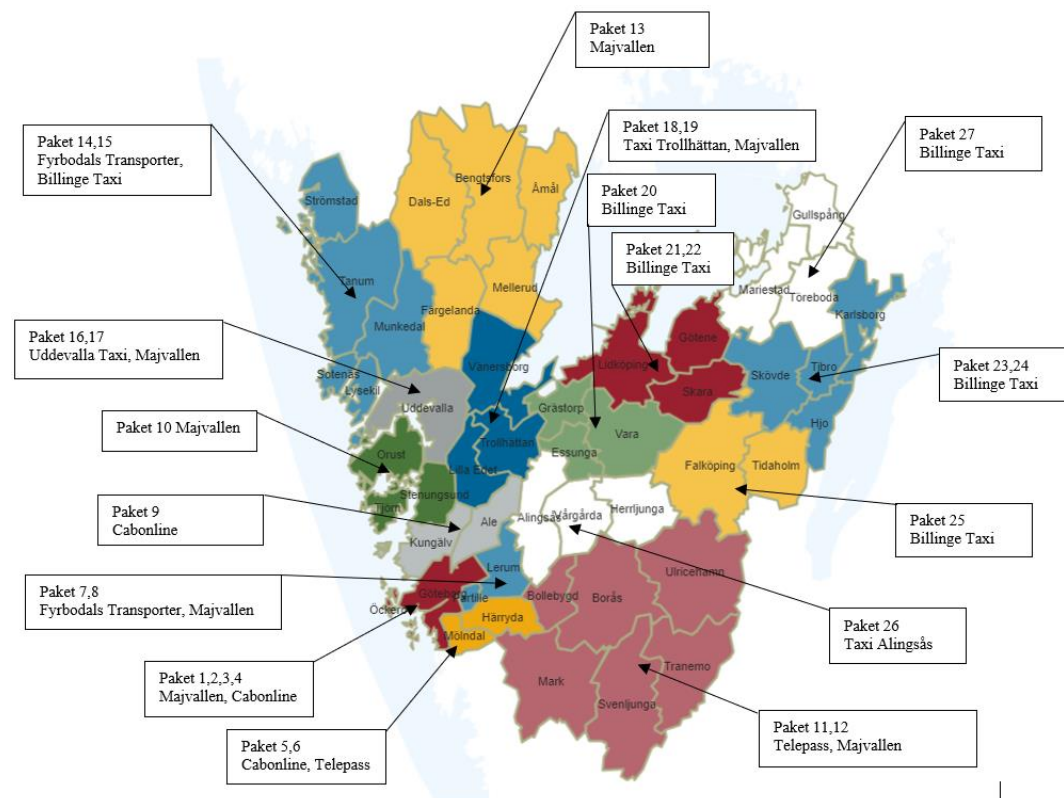 Paket 13
Majvallen
Paket 14,15
Fyrbodals Transporter,
Billinge Taxi
Paket 18,19
Taxi Trollhättan, Majvallen
Paket 27
Billinge Taxi
Paket 20
Billinge Taxi
Paket 21,22
Billinge Taxi
Paket 16,17
Uddevalla Taxi, Majvallen
Paket 23,24
Billinge Taxi
Paket 10 Majvallen
Paket 9
Cabonline
Paket 25
Billinge Taxi
Paket 7,8
Fyrbodals Transporter, Majvallen
Paket 26
Taxi Alingsås
Paket 1,2,3,4
Majvallen, Cabonline
Paket 11,12
Telepass, Majvallen
Paket 5,6
Cabonline, Telepass
Bengtsfors
Åmål
Dals-Ed
Strömstad
Gullspång
Tanum
Mellerud
Färgelanda
Mariestad
Töreboda
Karlsborg
Munkedal
Götene
Vänersborg
Lidköping
Tibro
Skövde
Sotenäs
Lysekil
Skara
Uddevalla
Grästorp
Hjo
Vara
Trollhättan
Essunga
Orust
Lilla Edet
Falköping
Tidaholm
Stenungsund
Tjörn
Herrljunga
Vårgårda
Alingsås
Ale
Kungälv
Lerum
Ulricehamn
Göteborg
Partille
Bollebygd
Borås
Öckerö
Härryda
Mölndal
Tranemo
Mark
Svenljunga